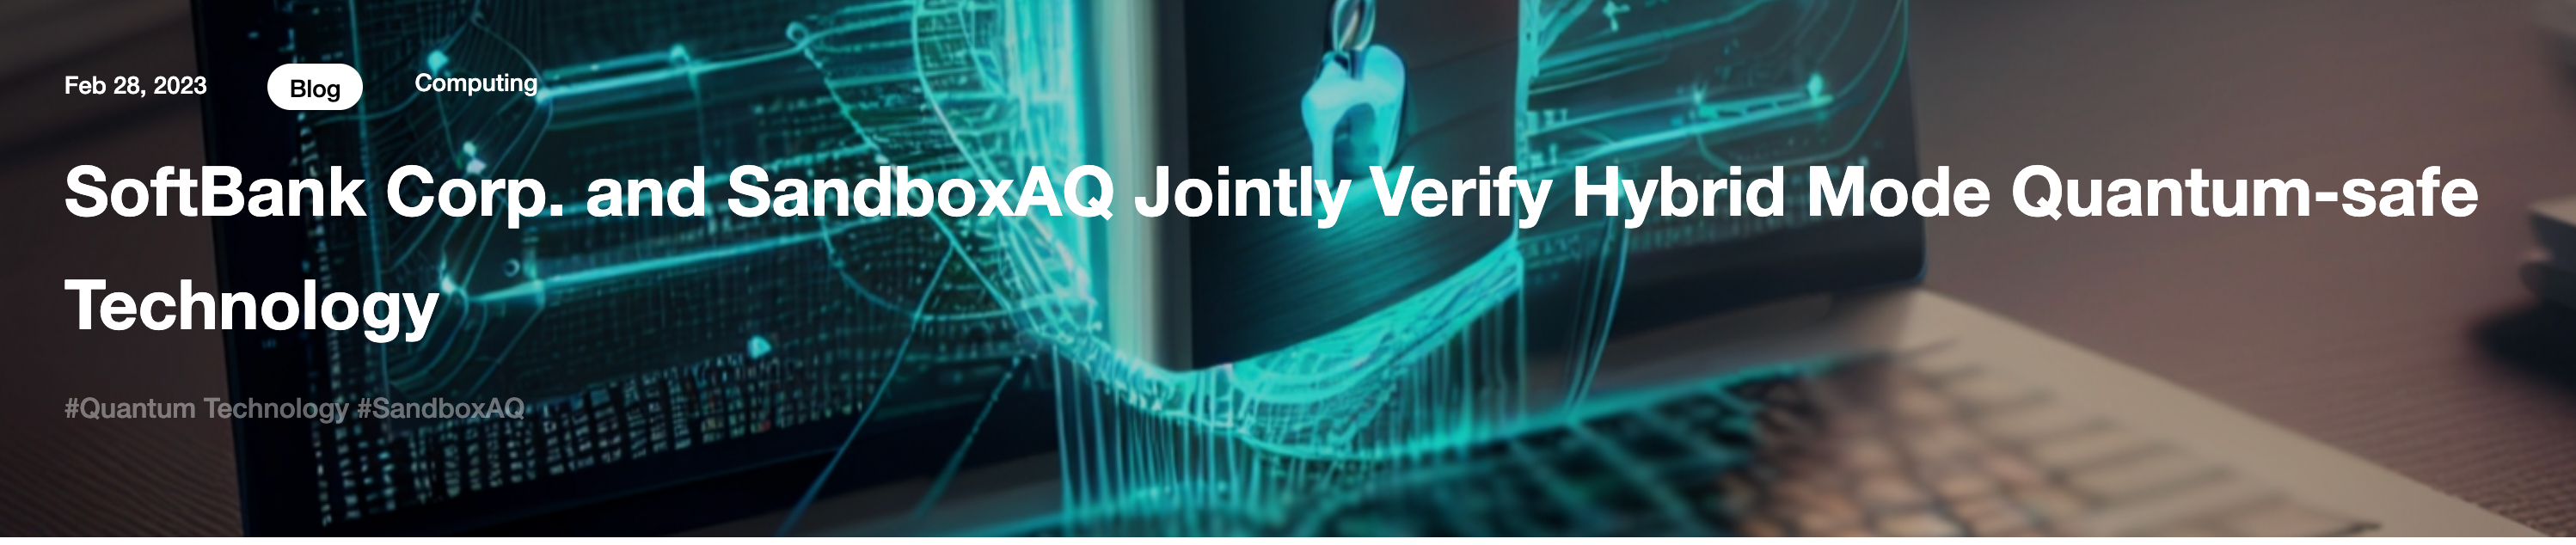 Feb 28, 2023 Blog Computing
SoftBank Corp. and SandboxAQ Jointly Verify Hybrid Mode Quantum-safe
Technology
#Quantum Technology #SandboxAQ